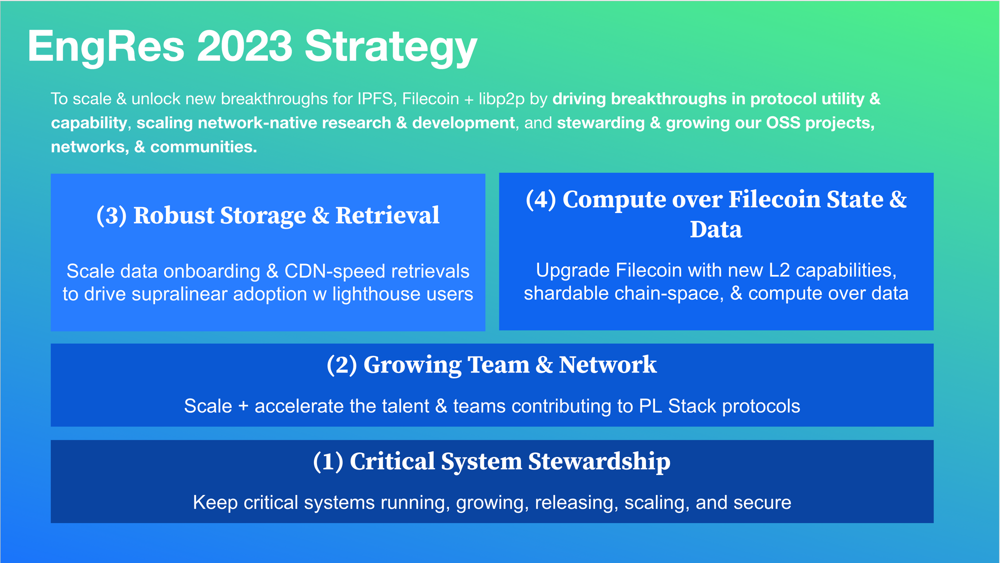 EngRes 2023 Strategy
To scale & unlock new breakthroughs for IPFS, Filecoin + libp2p by driving breakthroughs in protocol utility &
capability, scaling network-native research & development, and stewarding & growing our OSS projects,
networks, & communities.
(3) Robust Storage & Retrieval
Scale data onboarding & CDN-speed retrievals
to drive supralinear adoption w lighthouse users
(4) Compute over Filecoin State &
Data
Upgrade Filecoin with new L2 capabilities,
shardable chain-space, & compute over data
(2) Growing Team & Network
Scale + accelerate the talent & teams contributing to PL Stack protocols
(1) Critical System Stewardship
Keep critical systems running, growing, releasing, scaling, and secure